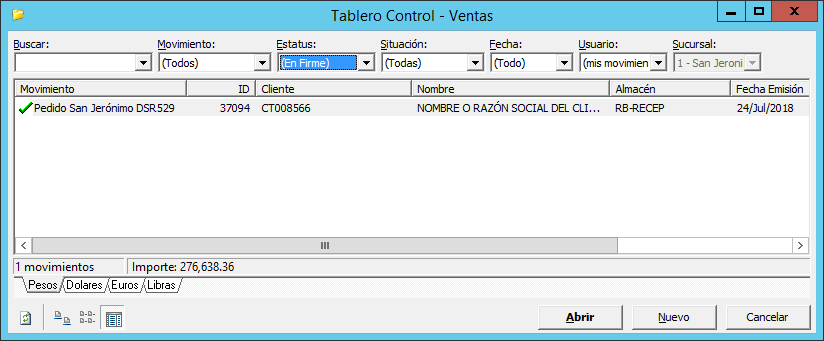 Tablero Control - Ventas
Buscar: Movimiento: Estatus: Situación: Fecha: Usuario: Sucursal:
(Todos) (En Firme) (Todas) (Todo) (mis movimien 1 - San Jeroni
Movimiento ID Cliente Nombre Almacén Fecha Emisión
Pedido San Jerónimo DSR529 37094 CT008566 NOMBRE O RAZÓN SOCIAL DEL CLI... RB-RECEP 24/Jul/2018
1 movimientos Importe: 276,638.36
Pesos Dolares Euros Libras
Abrir Nuevo Cancelar